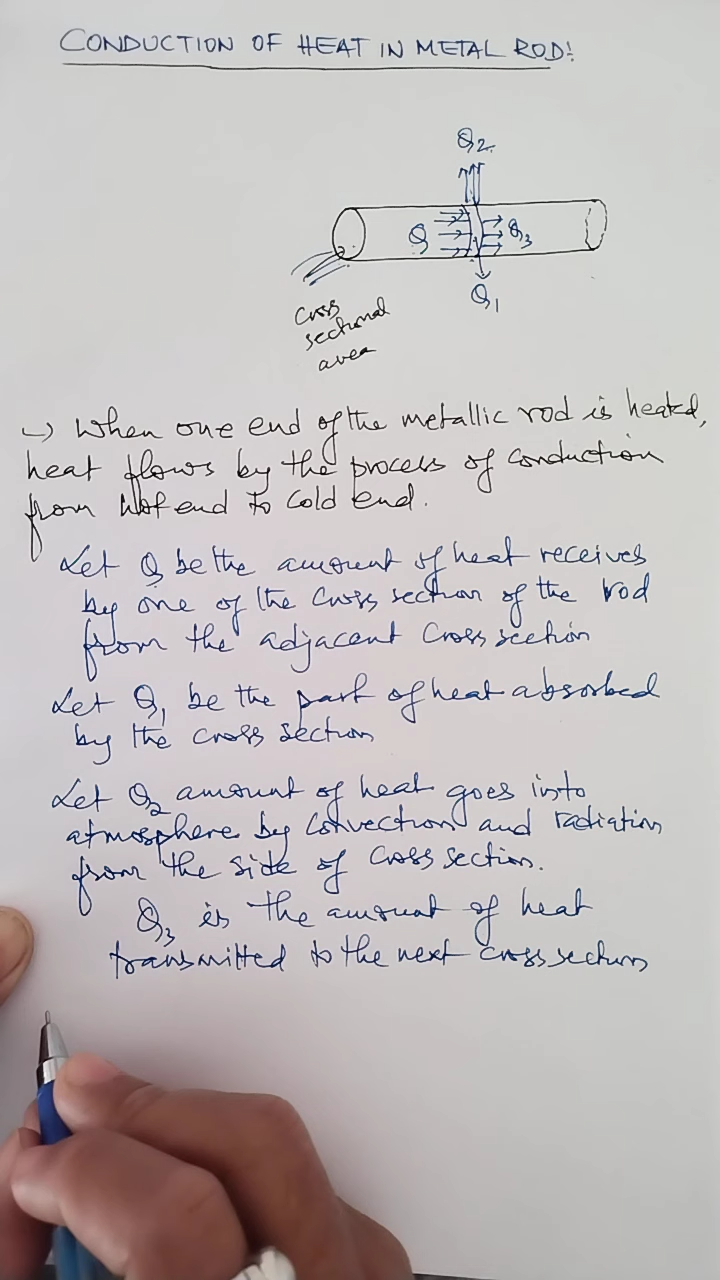 CONDUCTION OF HEAT IN METAL ROD!
Q2
Q
Q3
Q1
Cross
sectional
area
→ When one end of the metallic rod is heated,
heat flows by the process of conduction
from hot end to cold end.
Let Q be the amount of heat receives
by one of the cross section of the rod
from the adjacent cross section
Let Q1 be the part of heat absorbed
by the cross section
Let Q2 amount of heat goes into
atmosphere by convection and radiation
from the side of cross section.
Q3 is the amount of heat
transmitted to the next cross section